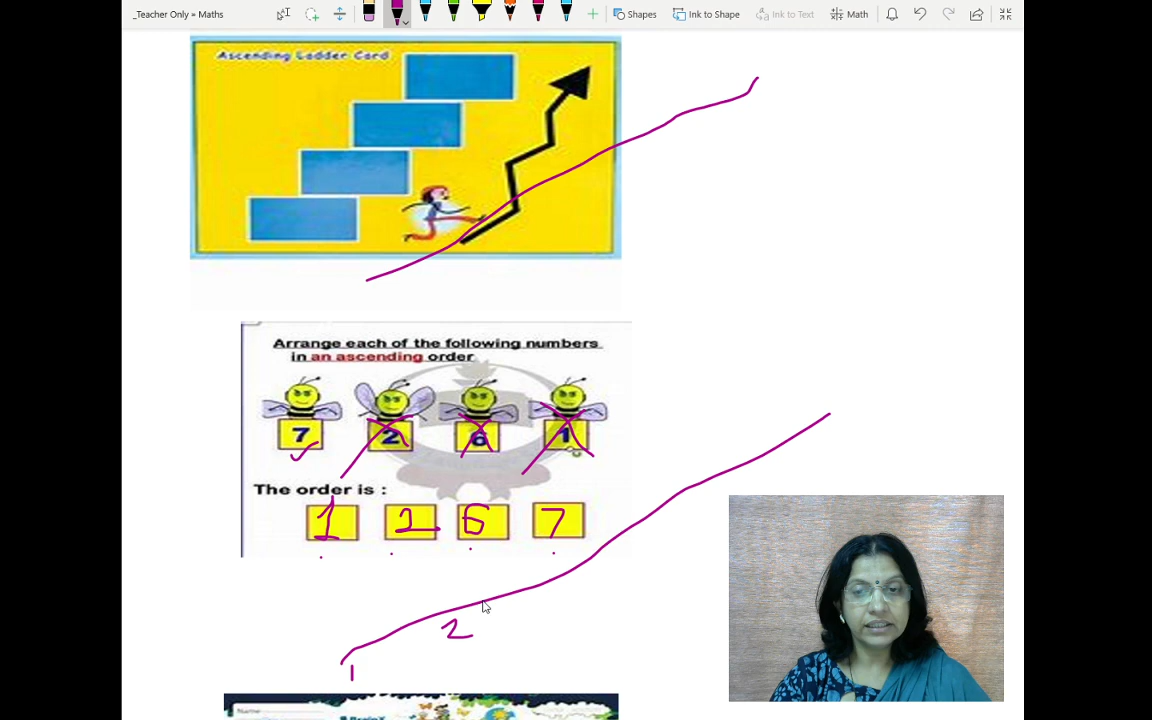 _Teacher Only » Maths
Shapes
Ink to Shape
Ink to Text
Math
Ascending Ladder Card
Arrange each of the following numbers
in an ascending order
7 2 6 1
The order is :
1 2 6 7
2
1
Name